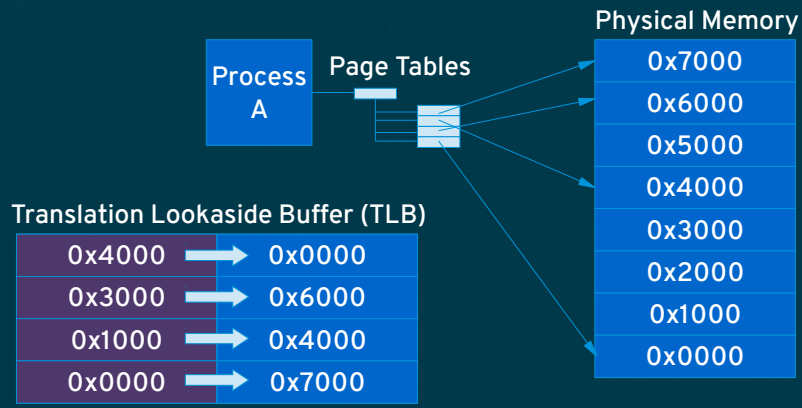 Physical Memory
Process
A
Page Tables
0x7000
0x6000
0x5000
0x4000
0x3000
0x2000
0x1000
0x0000
Translation Lookaside Buffer (TLB)
0x4000 0x0000
0x3000 0x6000
0x1000 0x4000
0x0000 0x7000